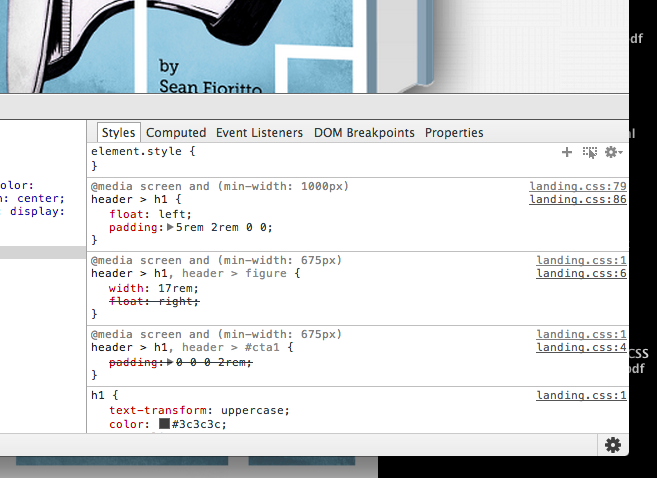 by
Sean Fioritto
df
al
Styles Computed Event Listeners DOM Breakpoints Properties
element.style {
}
@media screen and (min-width: 1000px) landing.css:79
header > h1 { landing.css:86
float: left;
padding: 5rem 2rem 0 0;
}
olor:
n: center;
: display:
@media screen and (min-width: 675px) landing.css:1
header > h1, header > figure { landing.css:6
width: 17rem;
float: right;
}
@media screen and (min-width: 675px) landing.css:1
header > h1, header > #cta1 { landing.css:4
padding: 0 0 0 2rem;
}
CSS
odf
h1 { landing.css:1
text-transform: uppercase;
color: #3c3c3c;